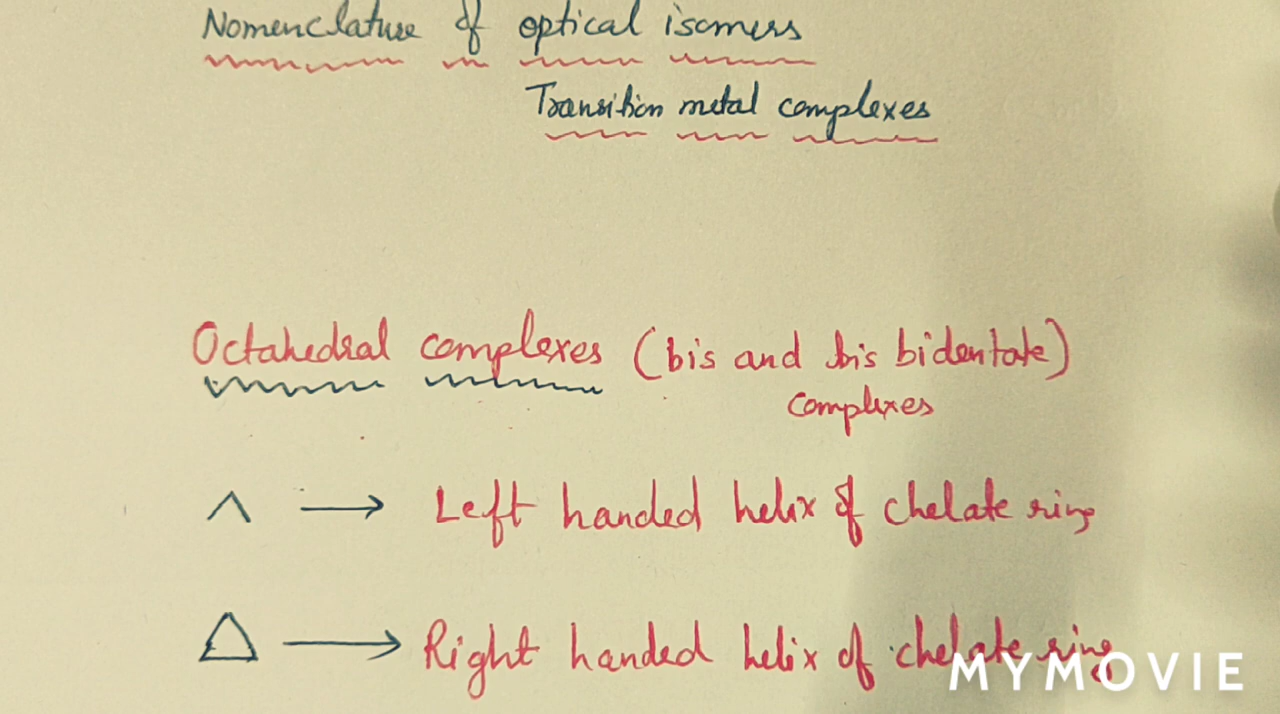 Nomenclature of optical isomers
Transition metal complexes
Octahedral complexes (bis and bis bidentate)
complexes
Λ → Left handed helix of chelate ring
Δ → Right handed helix of chelate ring
MYMOVIE